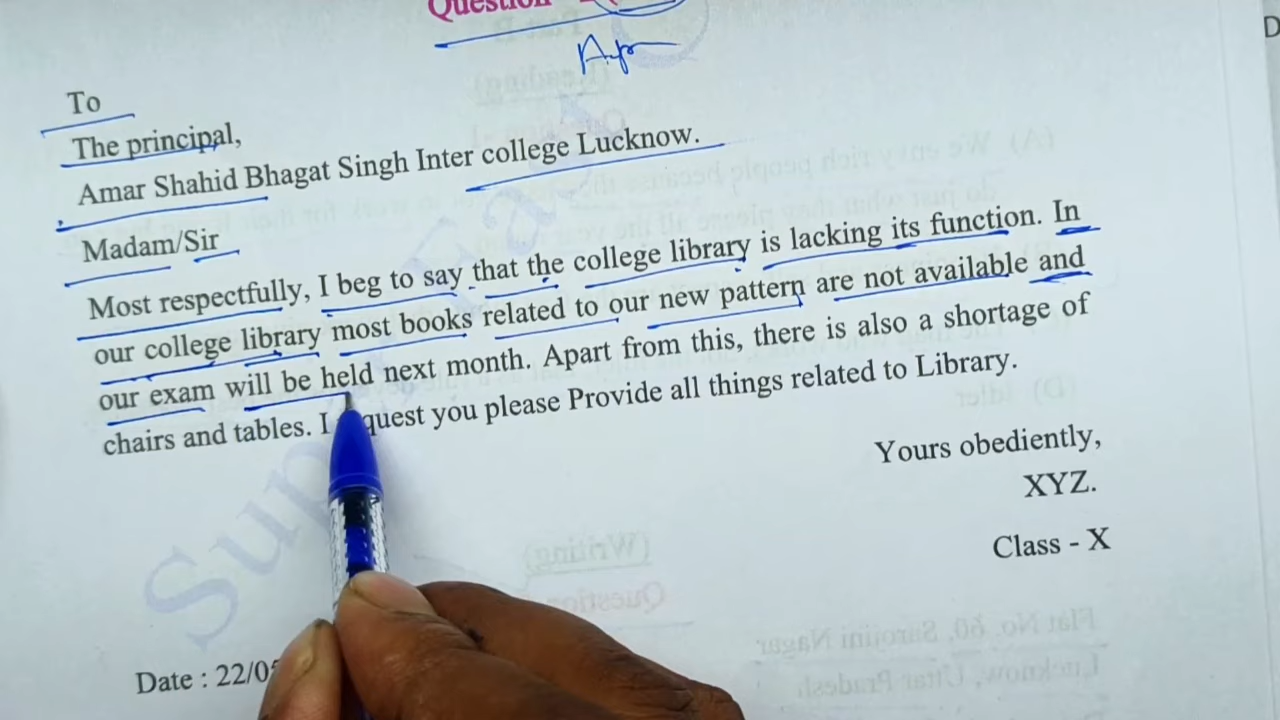 Question
Ap
To
The principal,
Amar Shahid Bhagat Singh Inter college Lucknow.
Madam/Sir
Most respectfully, I beg to say that the college library is lacking its function. In
our college library most books related to our new pattern are not available and
our exam will be held next month. Apart from this, there is also a shortage of
chairs and tables. I you please Provide all things related to Library.
Yours obediently,
XYZ.
Class - X
Date : 22/05